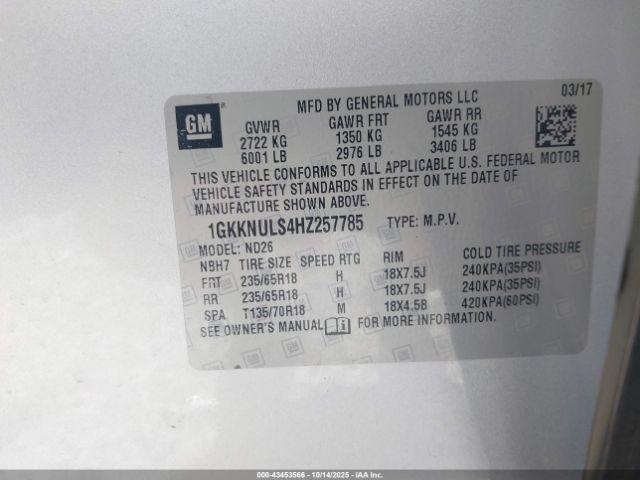 MFD BY GENERAL MOTORS LLC 03/17
GM
GVWR GAWR FRT GAWR RR
2722 KG 1350 KG 1545 KG
6001 LB 2976 LB 3406 LB
THIS VEHICLE CONFORMS TO ALL APPLICABLE U.S. FEDERAL MOTOR
VEHICLE SAFETY STANDARDS IN EFFECT ON THE DATE OF
MANUFACTURE SHOWN ABOVE.
1GKKNULS4HZ257785 TYPE: M.P.V.
MODEL: ND26
NBH7 TIRE SIZE SPEED RTG RIM COLD TIRE PRESSURE
FRT 235/65R18 H 18X7.5J 240KPA(35PSI)
RR 235/65R18 H 18X7.5J 240KPA(35PSI)
SPA T135/70R18 M 18X4.5B 420KPA(60PSI)
SEE OWNER'S MANUAL FOR MORE INFORMATION.
000-43453566 - 10/14/2025 - IAAI.com